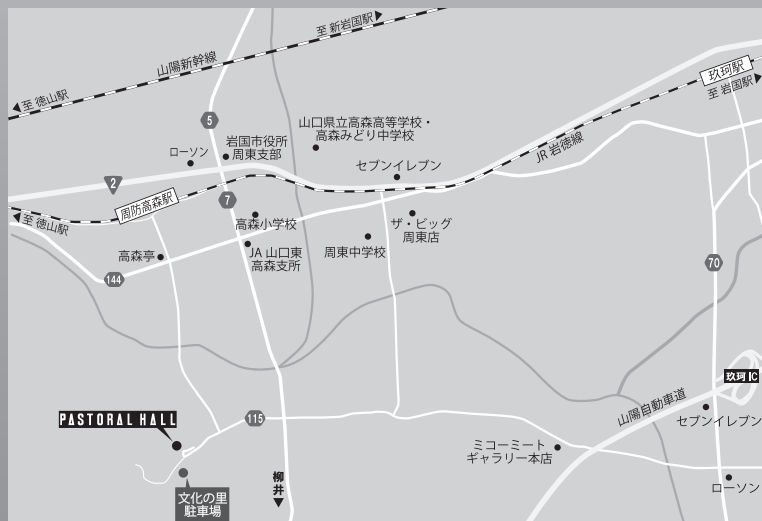 至 新岩国駅▶
山陽新幹線
◀至 徳山駅
玖珂駅
至 岩国駅▶
5
山口県立高森高等学校・
高森みどり中学校
岩国市役所
周東支部
ローソン
セブンイレブン
JR 岩徳線
2
周防高森駅
7
◀至 徳山駅
高森小学校
ザ・ビッグ
周東店
高森亭
JA 山口東
高森支所
周東中学校
144
70
玖珂 IC
山陽自動車道
セブンイレブン
PASTORAL HALL
115
ミコーミート
ギャラリー本店
柳井▼
ローソン
文化の里
駐車場